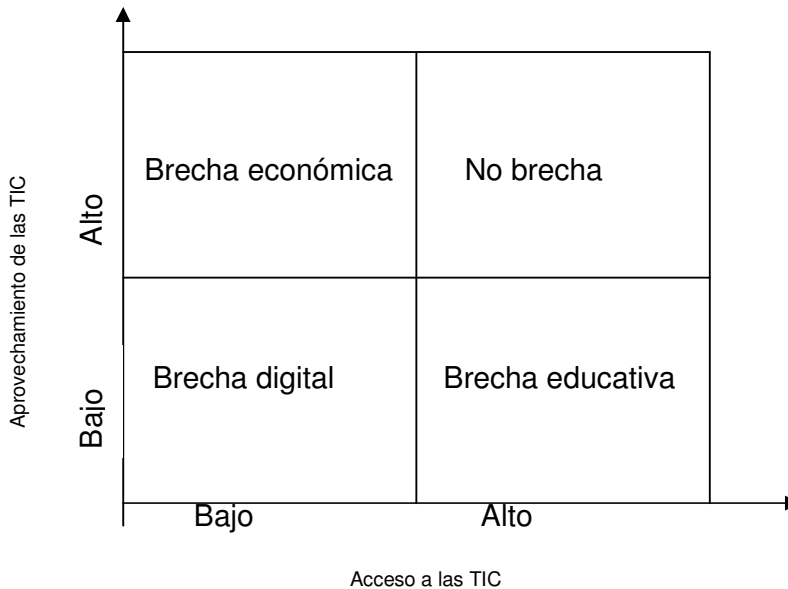 Aprovechamiento de las TIC
Alto
Brecha económica
No brecha
Bajo
Brecha digital
Brecha educativa
Bajo
Alto
Acceso a las TIC